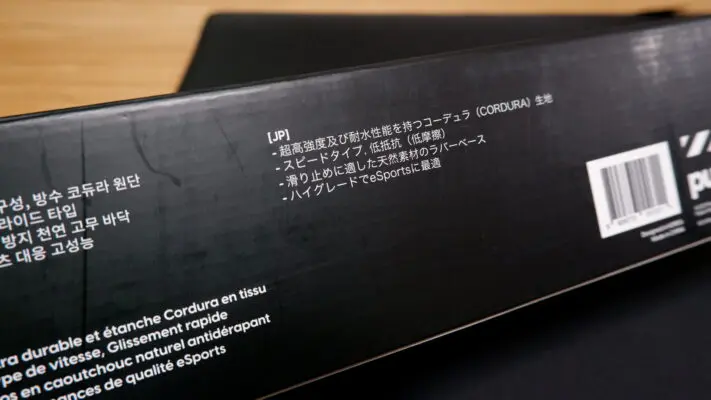 [JP]
- 超高強度及び耐水性能を持つコーデュラ（CORDURA）生地
- スピードタイプ, 低抵抗（低摩擦）
- 滑り止めに適した天然素材のラバーベース
- ハイグレードでeSportsに最適
구성, 방수 코듀라 원단
라이드 타입
방지 천연 고무 바닥
츠 대응 고성능
ra durable et étanche Cordura en tissu
ype de vitesse, Glissement rapide
os en caoutchouc naturel antidérapant
ances de qualité eSports
pu